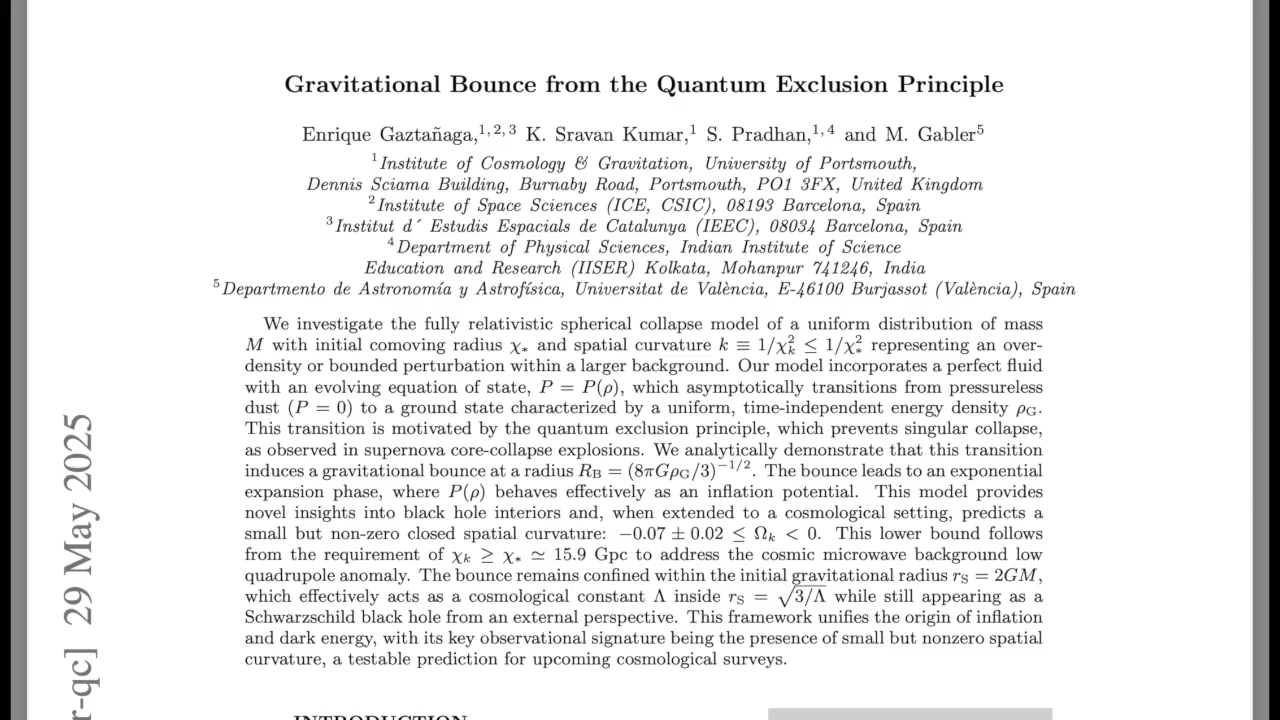 Gravitational Bounce from the Quantum Exclusion Principle
Enrique Gaztañaga,1, 2, 3 K. Sravan Kumar,1 S. Pradhan,1, 4 and M. Gabler5
1Institute of Cosmology & Gravitation, University of Portsmouth,
Dennis Sciama Building, Burnaby Road, Portsmouth, PO1 3FX, United Kingdom
2Institute of Space Sciences (ICE, CSIC), 08193 Barcelona, Spain
3Institut d´ Estudis Espacials de Catalunya (IEEC), 08034 Barcelona, Spain
4Department of Physical Sciences, Indian Institute of Science
Education and Research (IISER) Kolkata, Mohanpur 741246, India
5Departmento de Astronomía y Astrofísica, Universitat de València, E-46100 Burjassot (València), Spain
We investigate the fully relativistic spherical collapse model of a uniform distribution of mass
M with initial comoving radius χ* and spatial curvature k ≡ 1/χ²ₖ ≤ 1/χ²* representing an over-
density or bounded perturbation within a larger background. Our model incorporates a perfect fluid
with an evolving equation of state, P = P(ρ), which asymptotically transitions from pressureless
dust (P = 0) to a ground state characterized by a uniform, time-independent energy density ρG.
This transition is motivated by the quantum exclusion principle, which prevents singular collapse,
as observed in supernova core-collapse explosions. We analytically demonstrate that this transition
induces a gravitational bounce at a radius RB = (8πGρG/3)−1/2. The bounce leads to an exponential
expansion phase, where P(ρ) behaves effectively as an inflation potential. This model provides
novel insights into black hole interiors and, when extended to a cosmological setting, predicts a
small but non-zero closed spatial curvature: −0.07 ± 0.02 ≤ Ωk < 0. This lower bound follows
from the requirement of χk ≥ χ* ≃ 15.9 Gpc to address the cosmic microwave background low
quadrupole anomaly. The bounce remains confined within the initial gravitational radius rS = 2GM,
which effectively acts as a cosmological constant Λ inside rS = √3/Λ while still appearing as a
Schwarzschild black hole from an external perspective. This framework unifies the origin of inflation
and dark energy, with its key observational signature being the presence of small but nonzero spatial
curvature, a testable prediction for upcoming cosmological surveys.
r-qc] 29 May 2025
INTRODUCTION